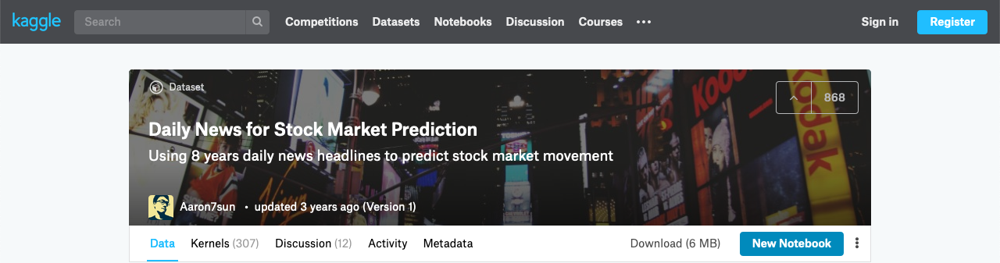 kaggle Search Competitions Datasets Notebooks Discussion Courses ••• Sign in Register
Dataset
868
Daily News for Stock Market Prediction
Using 8 years daily news headlines to predict stock market movement
Aaron7sun • updated 3 years ago (Version 1)
Data Kernels (307) Discussion (12) Activity Metadata Download (6 MB) New Notebook
KODAK
Kodak